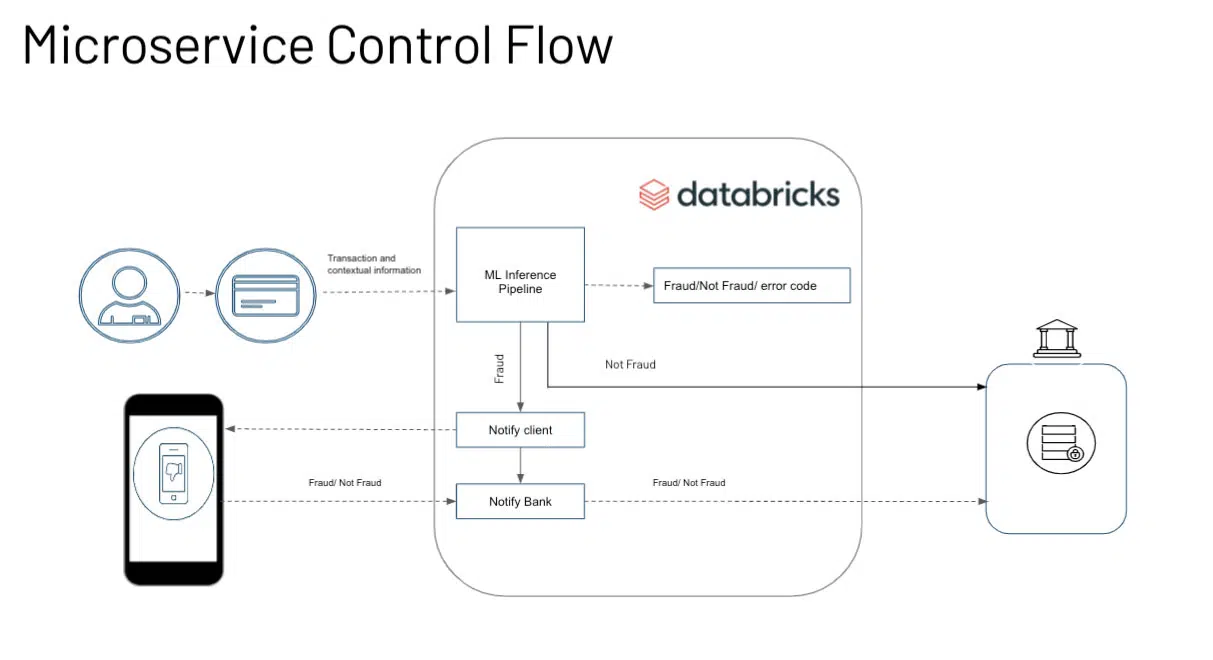 Microservice Control Flow
databricks
Transaction and
contextual information
ML Inference
Pipeline
Fraud/Not Fraud/ error code
Fraud
Not Fraud
Notify client
Fraud/ Not Fraud
Notify Bank
Fraud/ Not Fraud